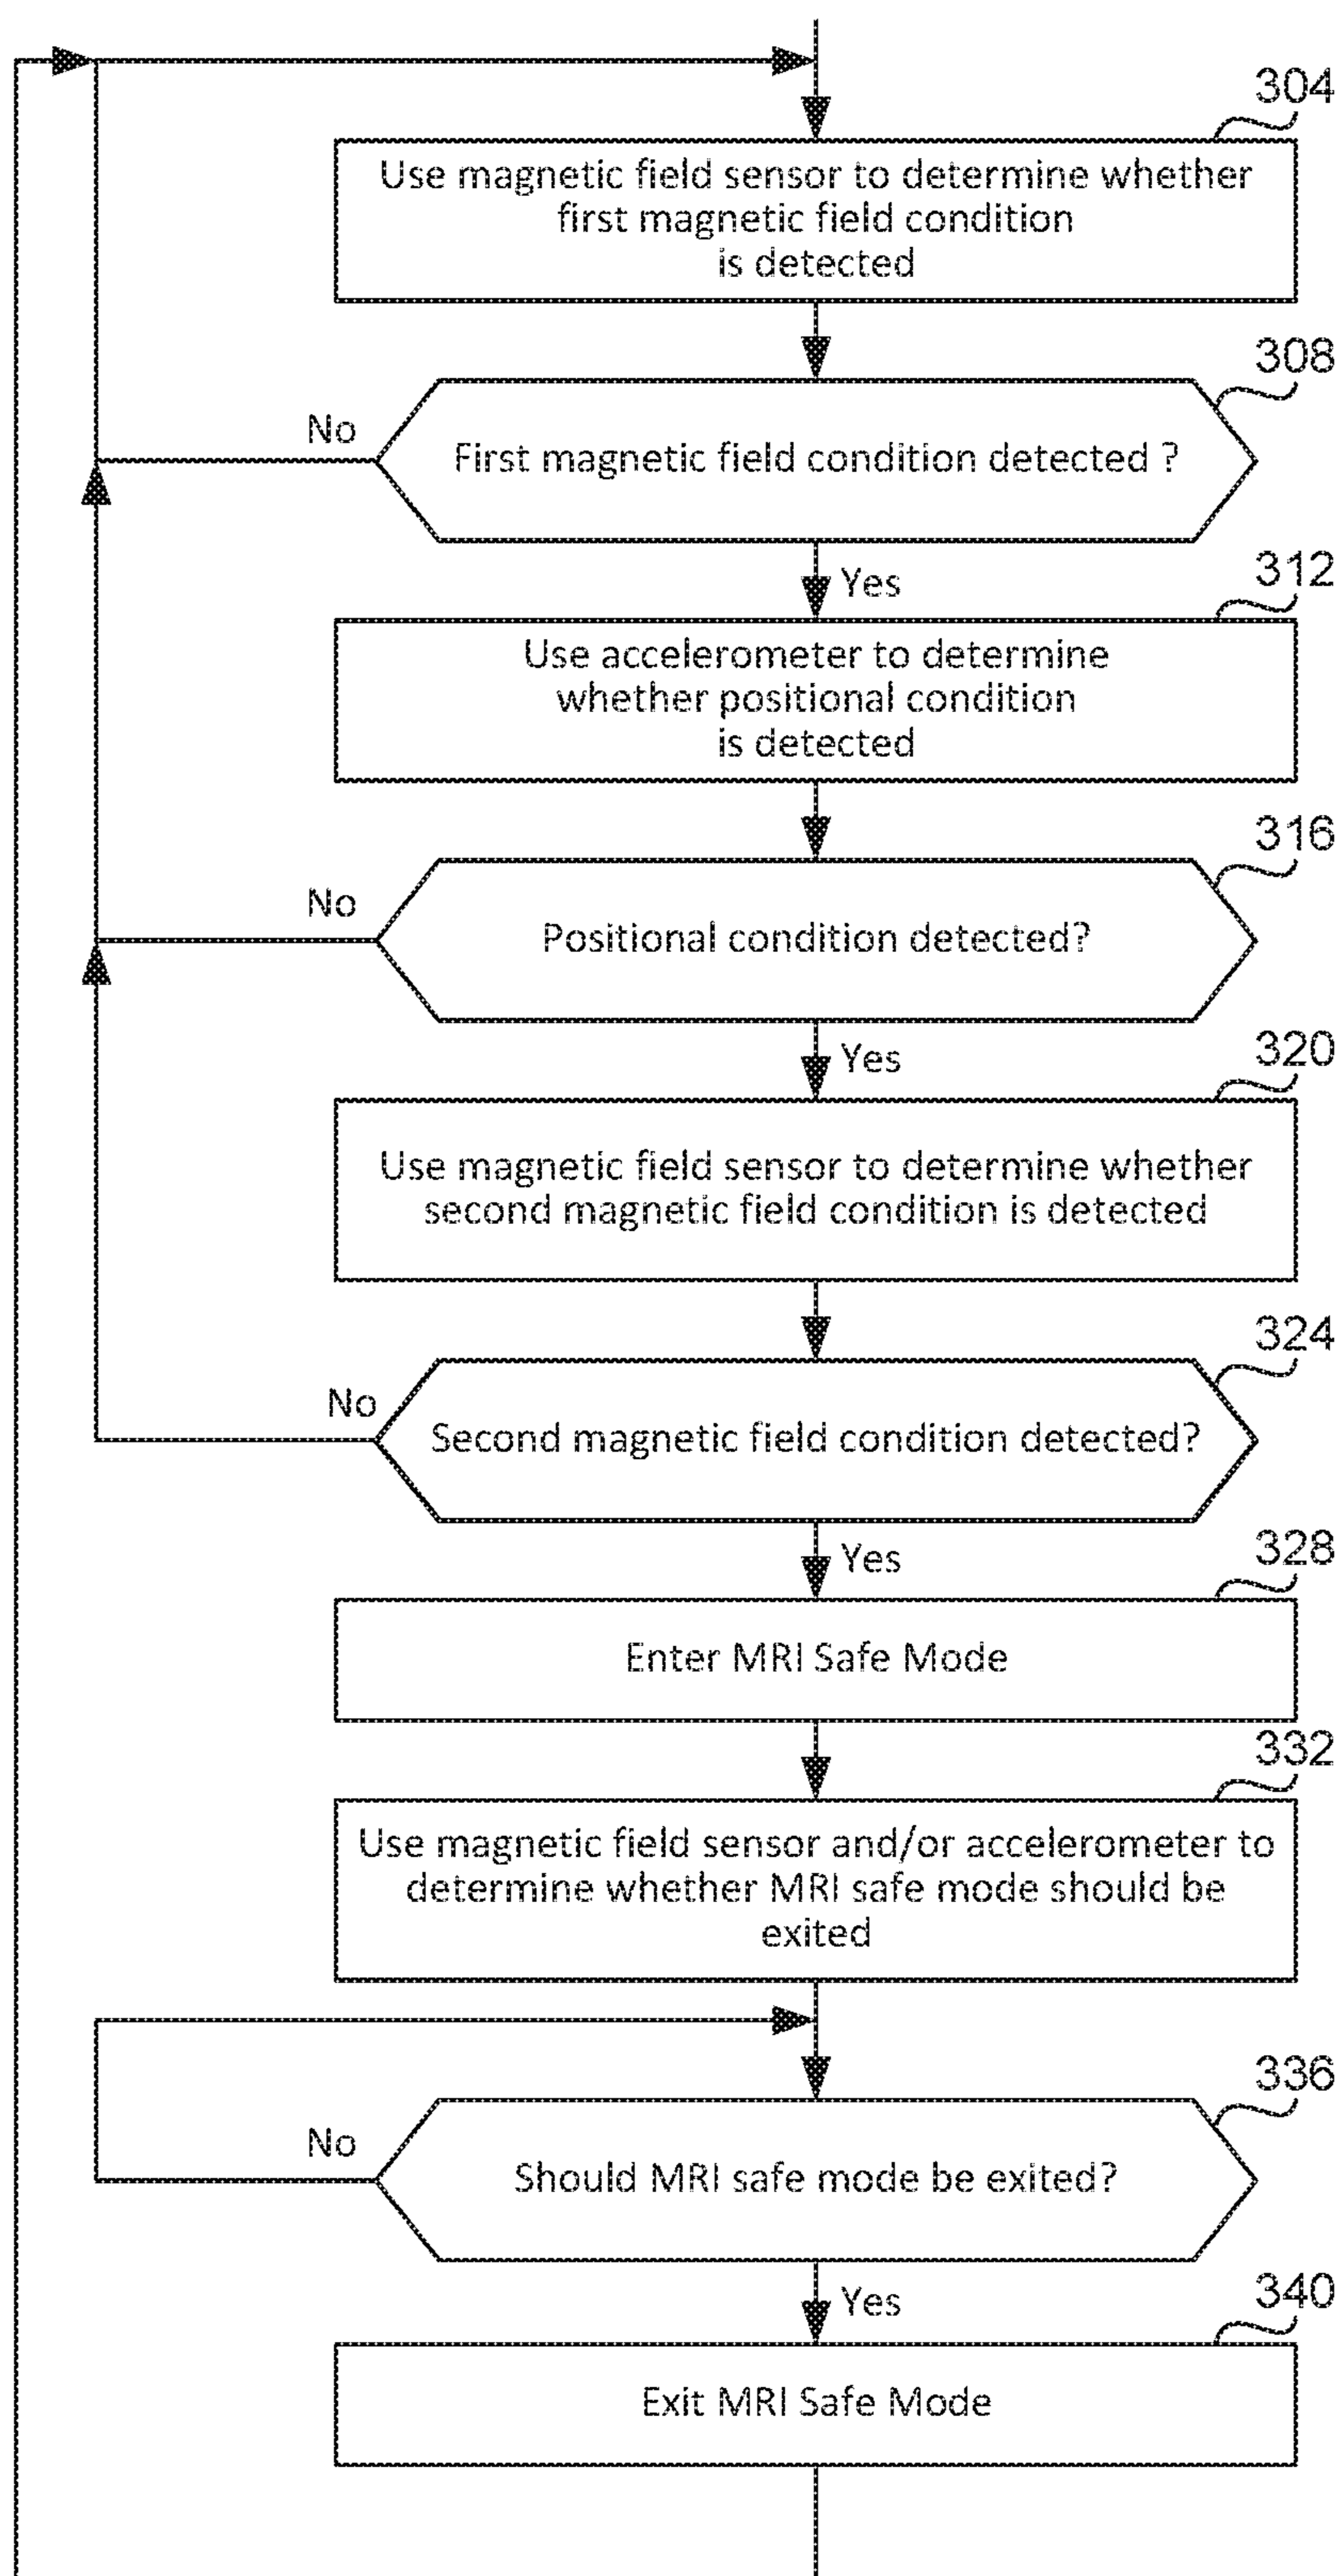 304
Use magnetic field sensor to determine whether
first magnetic field condition
is detected
308
No
First magnetic field condition detected ?
Yes
312
Use accelerometer to determine
whether positional condition
is detected
316
No
Positional condition detected?
Yes
320
Use magnetic field sensor to determine whether
second magnetic field condition is detected
324
No
Second magnetic field condition detected?
Yes
328
Enter MRI Safe Mode
332
Use magnetic field sensor and/or accelerometer to
determine whether MRI safe mode should be
exited
336
No
Should MRI safe mode be exited?
Yes
340
Exit MRI Safe Mode